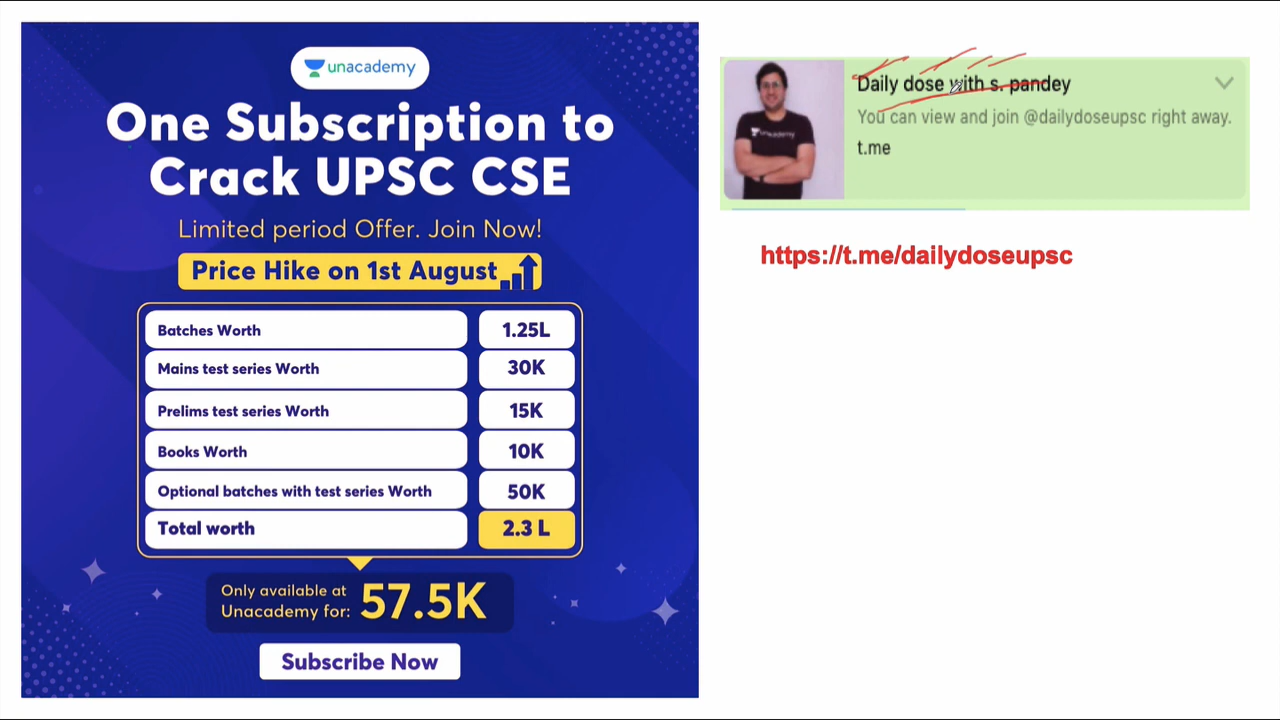 unacademy
One Subscription to
Crack UPSC CSE
Limited period Offer. Join Now!
Price Hike on 1st August
Batches Worth 1.25L
Mains test series Worth 30K
Prelims test series Worth 15K
Books Worth 10K
Optional batches with test series Worth 50K
Total worth 2.3 L
Only available at
Unacademy for: 57.5K
Subscribe Now
Daily dose with s. pandey
You can view and join @dailydoseupsc right away.
t.me
unacademy
https://t.me/dailydoseupsc